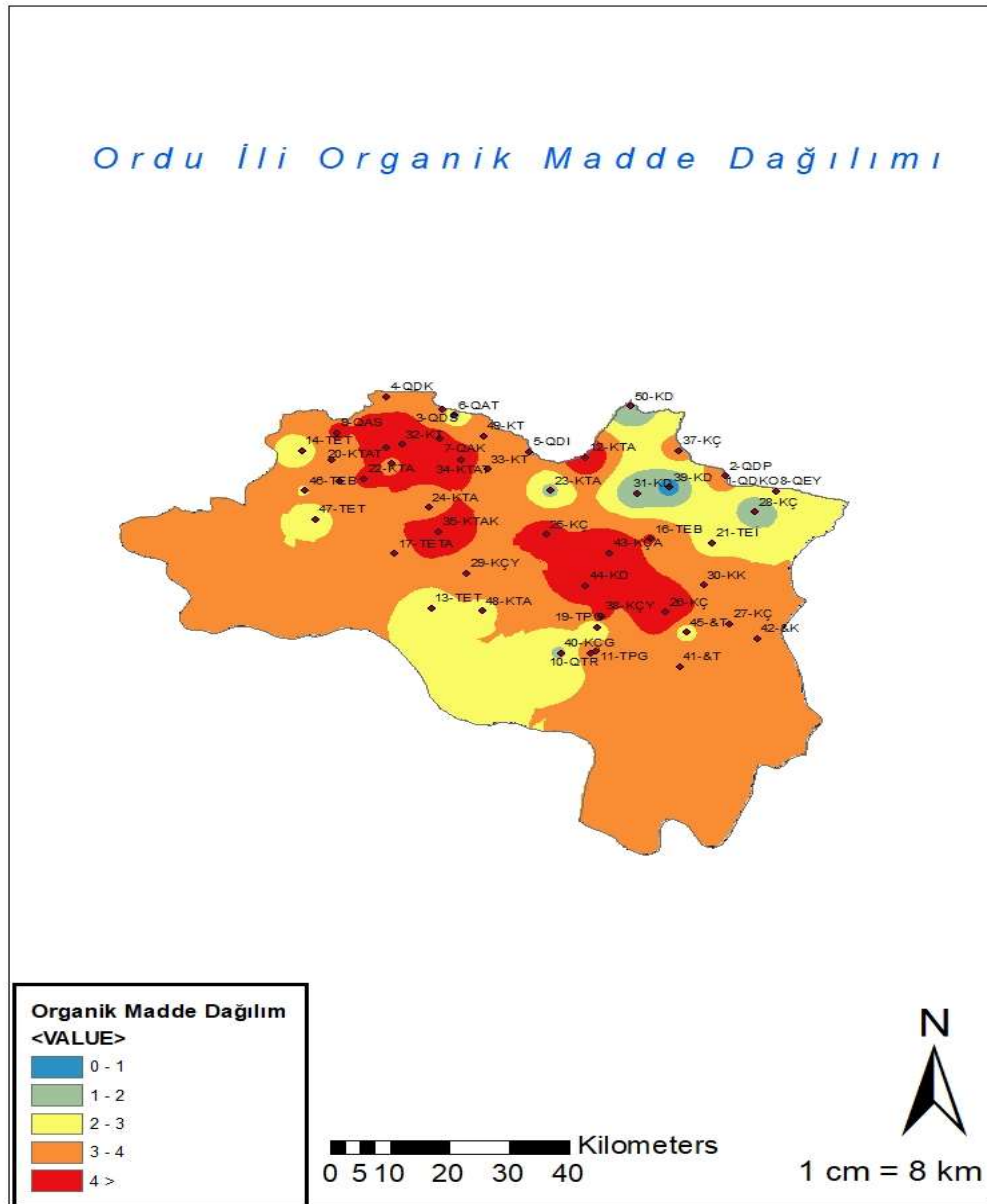 Ordu İli Organik Madde Dağılımı
4-QDK
50-KD
6-QAT
3-QDS
9-QAS
32-KT
49-KT
37-KÇ
14-TET
7-QAK
5-QDI
12-KTA
20-KTAT
33-KT
22-KTA
34-KTAT
2-QDP
46-TEB
23-KTA
31-KD
39-KD
1-QDKO
8-QEY
24-KTA
28-KÇ
47-TET
35-KTAK
25-KÇ
16-TEB
17-TETA
43-KÇA
21-TEI
29-KÇY
44-KD
30-KK
13-TET
48-KTA
38-KÇY
26-KÇ
19-TPG
45-&T
27-KÇ
42-&K
40-KÇG
10-QTR
11-TPG
41-&T
Organik Madde Dağılım
<VALUE>
0 - 1
1 - 2
2 - 3
3 - 4
4 >
Kilometers
0 5 10 20 30 40
N
1 cm = 8 km